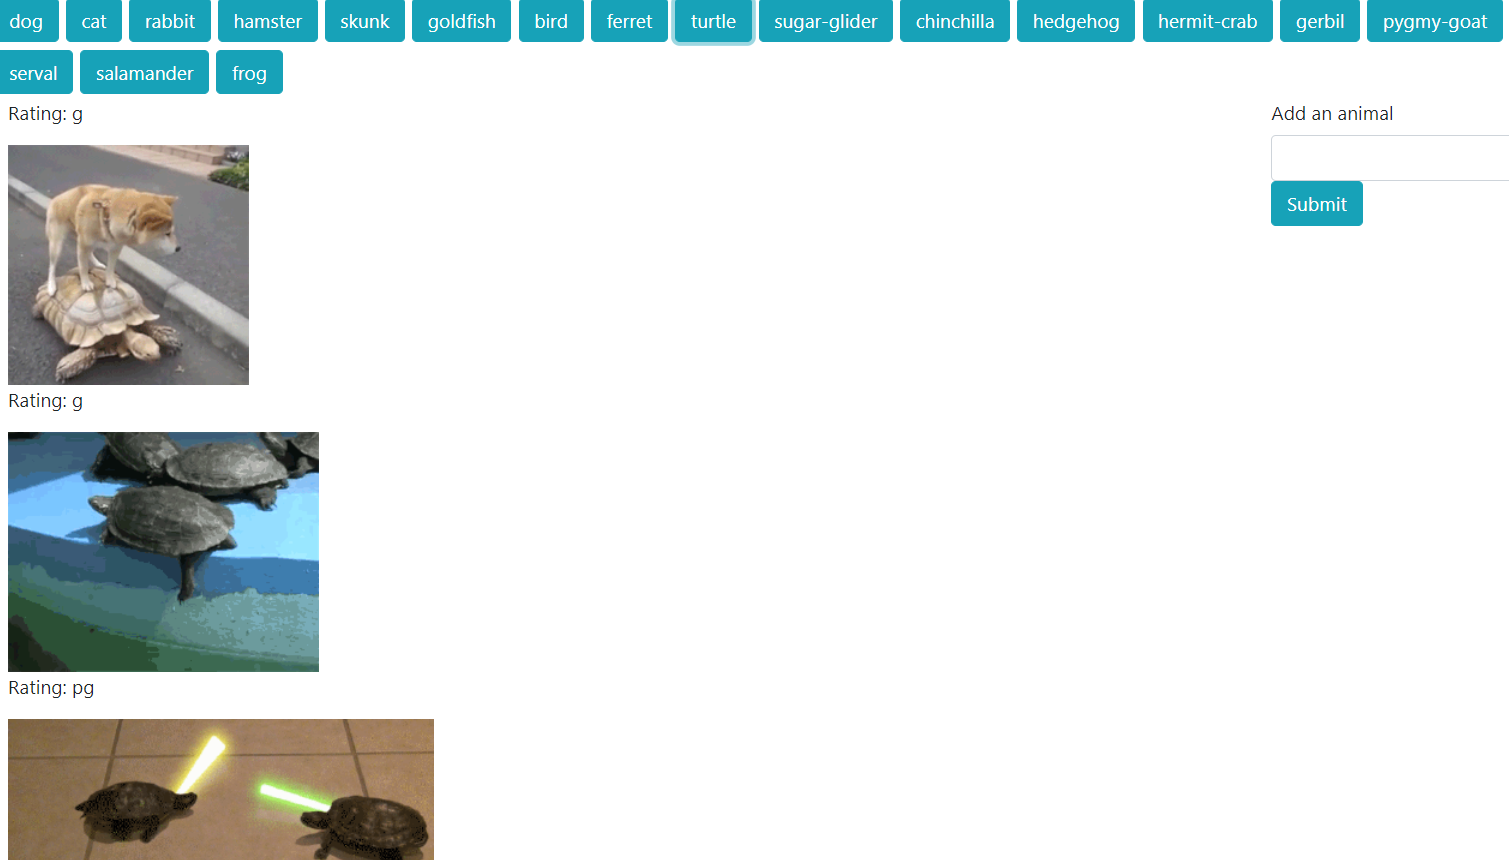 dog cat rabbit hamster skunk goldfish bird ferret turtle sugar-glider chinchilla hedgehog hermit-crab gerbil pygmy-goat
serval salamander frog
Rating: g
Add an animal
Submit
Rating: g
Rating: pg